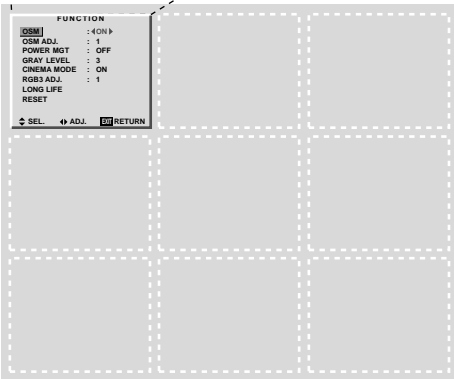 FUNCTION
OSM : ◀ON▶
OSM ADJ. : 1
POWER MGT : OFF
GRAY LEVEL : 3
CINEMA MODE : ON
RGB3 ADJ. : 1
LONG LIFE
RESET
SEL. ADJ. EXIT RETURN